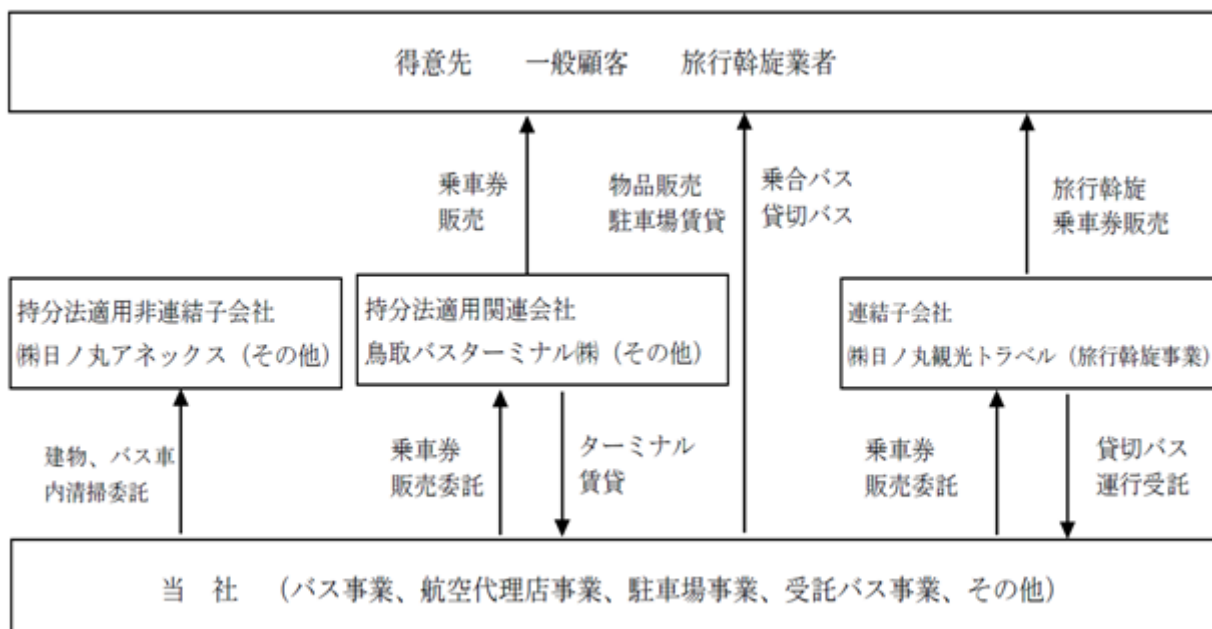 得意先　一般顧客　旅行斡旋業者
乗車券
販売
物品販売
駐車場賃貸
乗合バス
貸切バス
旅行斡旋
乗車券販売
持分法適用非連結子会社
㈱日ノ丸アネックス（その他）
持分法適用関連会社
鳥取バスターミナル㈱（その他）
連結子会社
㈱日ノ丸観光トラベル（旅行斡旋事業）
建物、バス車
内清掃委託
乗車券
販売委託
ターミナル
賃貸
乗車券
販売委託
貸切バス
運行受託
当　社　（バス事業、航空代理店事業、駐車場事業、受託バス事業、その他）